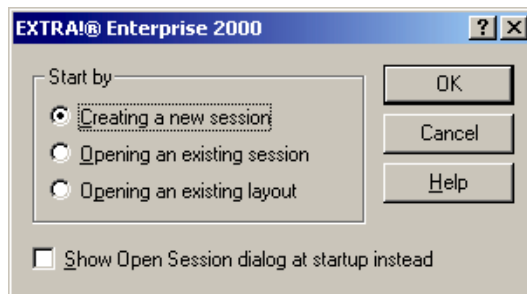 EXTRA!® Enterprise 2000
Start by
Creating a new session
Opening an existing session
Opening an existing layout
OK
Cancel
Help
Show Open Session dialog at startup instead